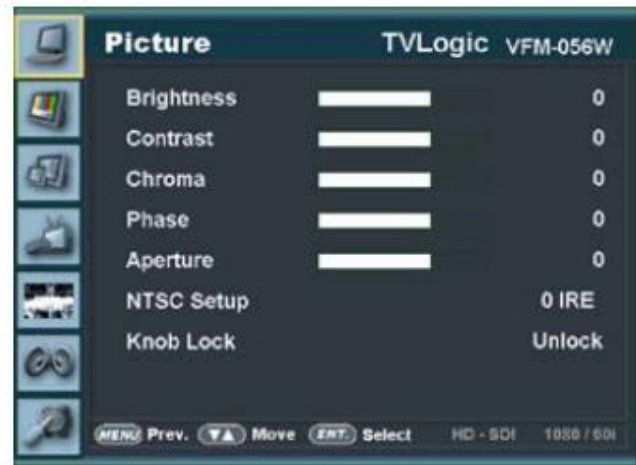 Picture TVLogic VFM-056W
Brightness 0
Contrast 0
Chroma 0
Phase 0
Aperture 0
NTSC Setup 0 IRE
Knob Lock Unlock
MENU Prev. ▼▲ Move ENT. Select HD - SDI 1080 / 60i